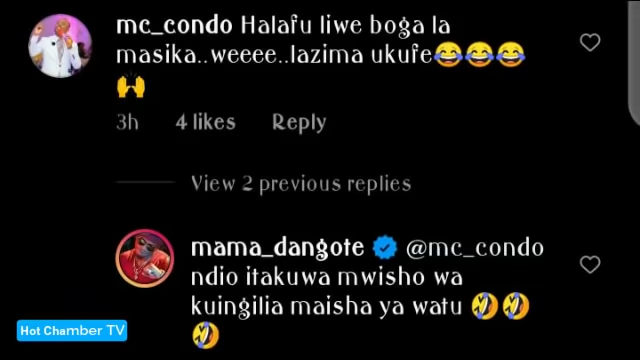 mc_condo Halafu liwe boga la
masika..weeee..lazima ukufe😂😂😂
🙌
3h 4 likes Reply
View 2 previous replies
mama_dangote @mc_condo
ndio itakuwa mwisho wa
kuingilia maisha ya watu 🤣🤣
🤣
Hot Chamber TV